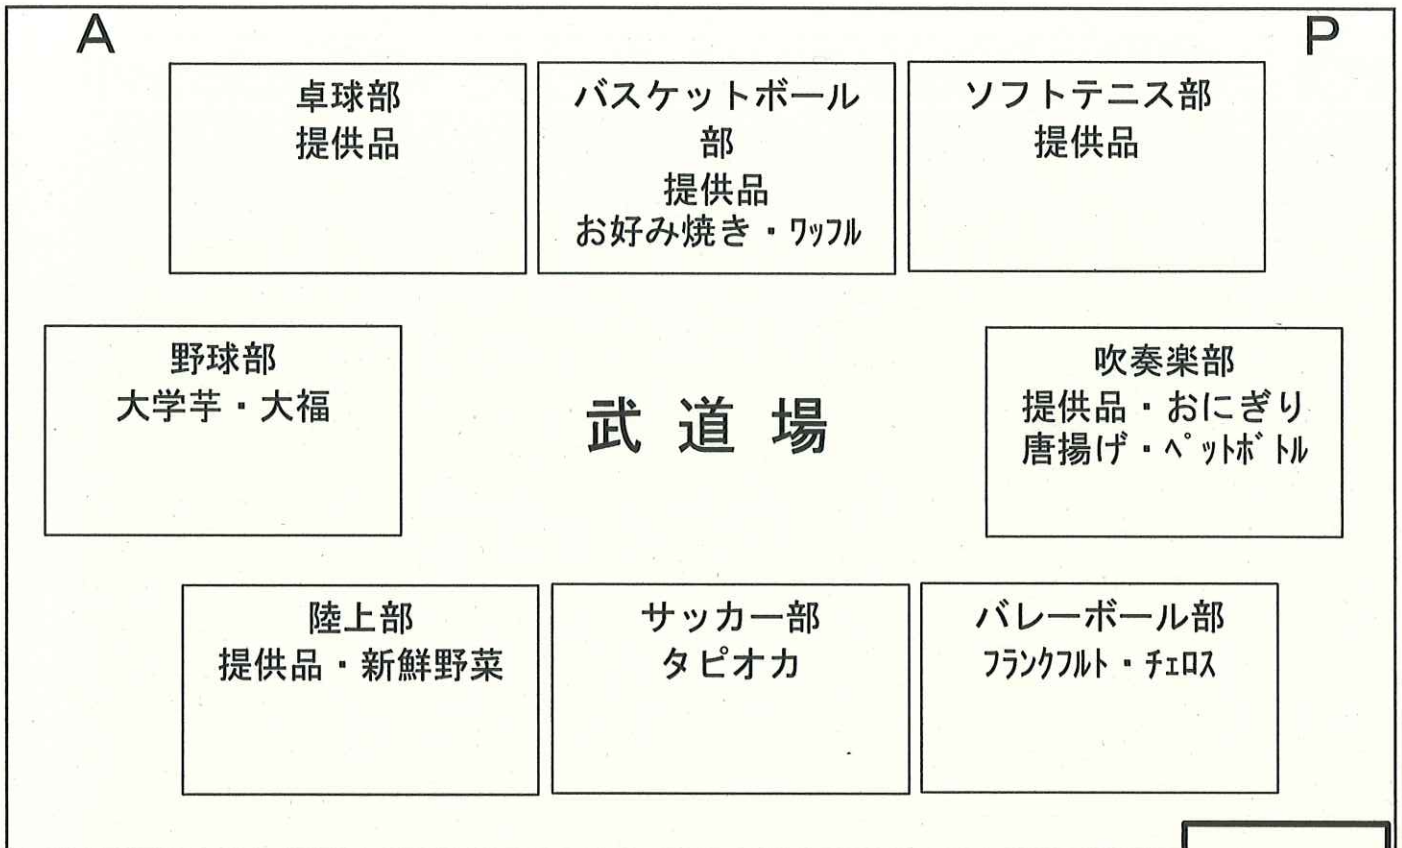 A
P
卓球部
提供品
バスケットボール
部
提供品
お好み焼き・ﾜｯﾌﾙ
ソフトテニス部
提供品
野球部
大学芋・大福
武 道 場
吹奏楽部
提供品・おにぎり
唐揚げ・ﾍﾟｯﾄﾎﾞﾄﾙ
陸上部
提供品・新鮮野菜
サッカー部
タピオカ
バレーボール部
ﾌﾗﾝｸﾌﾙﾄ・ﾁｪﾛｽ